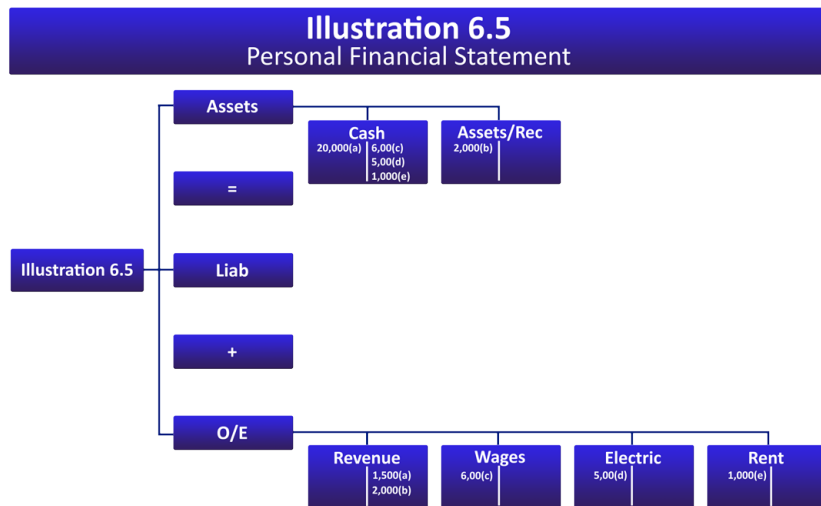 Illustration 6.5
Personal Financial Statement
Assets
Cash
20,000(a) 6,00(c)
5,00(d)
1,000(e)
Assets/Rec
2,000(b)
=
Illustration 6.5
Liab
+
O/E
Revenue
1,500(a)
2,000(b)
Wages
6,00(c)
Electric
5,00(d)
Rent
1,000(e)